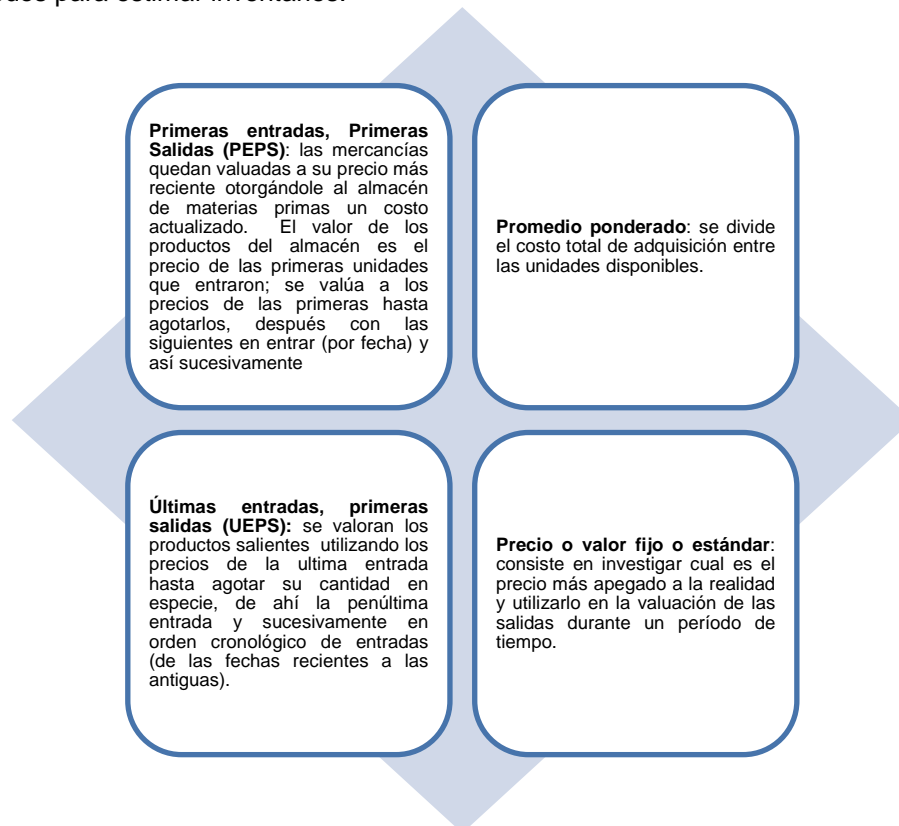 para estimar inventarios.
Primeras entradas, Primeras
Salidas (PEPS): las mercancías
quedan valuadas a su precio más
reciente otorgándole al almacén
de materias primas un costo
actualizado. El valor de los
productos del almacén es el
precio de las primeras unidades
que entraron; se valúa a los
precios de las primeras hasta
agotarlos, después con las
siguientes en entrar (por fecha) y
así sucesivamente
Promedio ponderado: se divide
el costo total de adquisición entre
las unidades disponibles.
Últimas entradas, primeras
salidas (UEPS): se valoran los
productos salientes utilizando los
precios de la ultima entrada
hasta agotar su cantidad en
especie, de ahí la penúltima
entrada y sucesivamente en
orden cronológico de entradas
(de las fechas recientes a las
antiguas).
Precio o valor fijo o estándar:
consiste en investigar cual es el
precio más apegado a la realidad
y utilizarlo en la valuación de las
salidas durante un período de
tiempo.